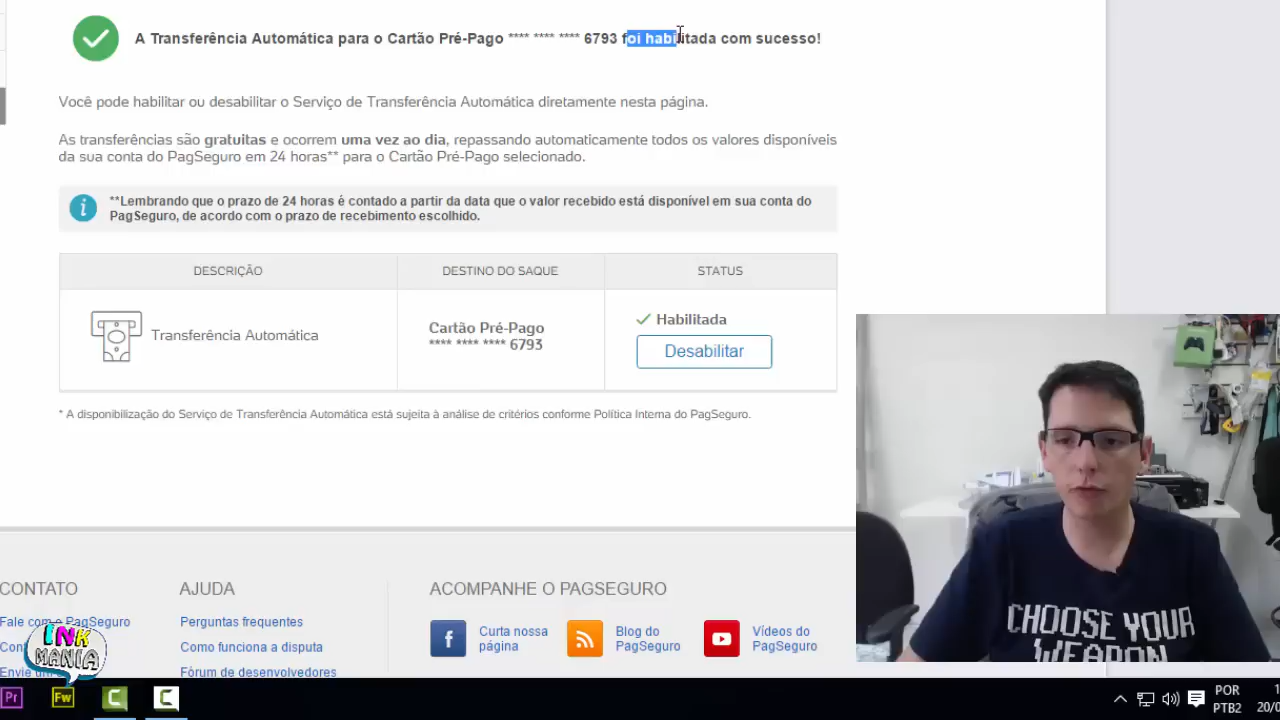 A Transferência Automática para o Cartão Pré-Pago **** **** **** 6793 foi habilitada com sucesso!
Você pode habilitar ou desabilitar o Serviço de Transferência Automática diretamente nesta página.
As transferências são gratuitas e ocorrem uma vez ao dia, repassando automaticamente todos os valores disponíveis
da sua conta do PagSeguro em 24 horas** para o Cartão Pré-Pago selecionado.
**Lembrando que o prazo de 24 horas é contado a partir da data que o valor recebido está disponível em sua conta do
PagSeguro, de acordo com o prazo de recebimento escolhido.
DESCRIÇÃO DESTINO DO SAQUE STATUS
Transferência Automática
Cartão Pré-Pago
**** **** **** 6793
Habilitada
Desabilitar
* A disponibilização do Serviço de Transferência Automática está sujeita à análise de critérios conforme Política Interna do PagSeguro.
CONTATO
Fale com o PagSeguro
AJUDA
Perguntas frequentes
Como funciona a disputa
Fórum de desenvolvedores
ACOMPANHE O PAGSEGURO
Curta nossa
página
Blog do
PagSeguro
Vídeos do
PagSeguro
INK
MANIA
CHOOSE YOUR
WEAPON
Pr
Fw
POR
PTB2